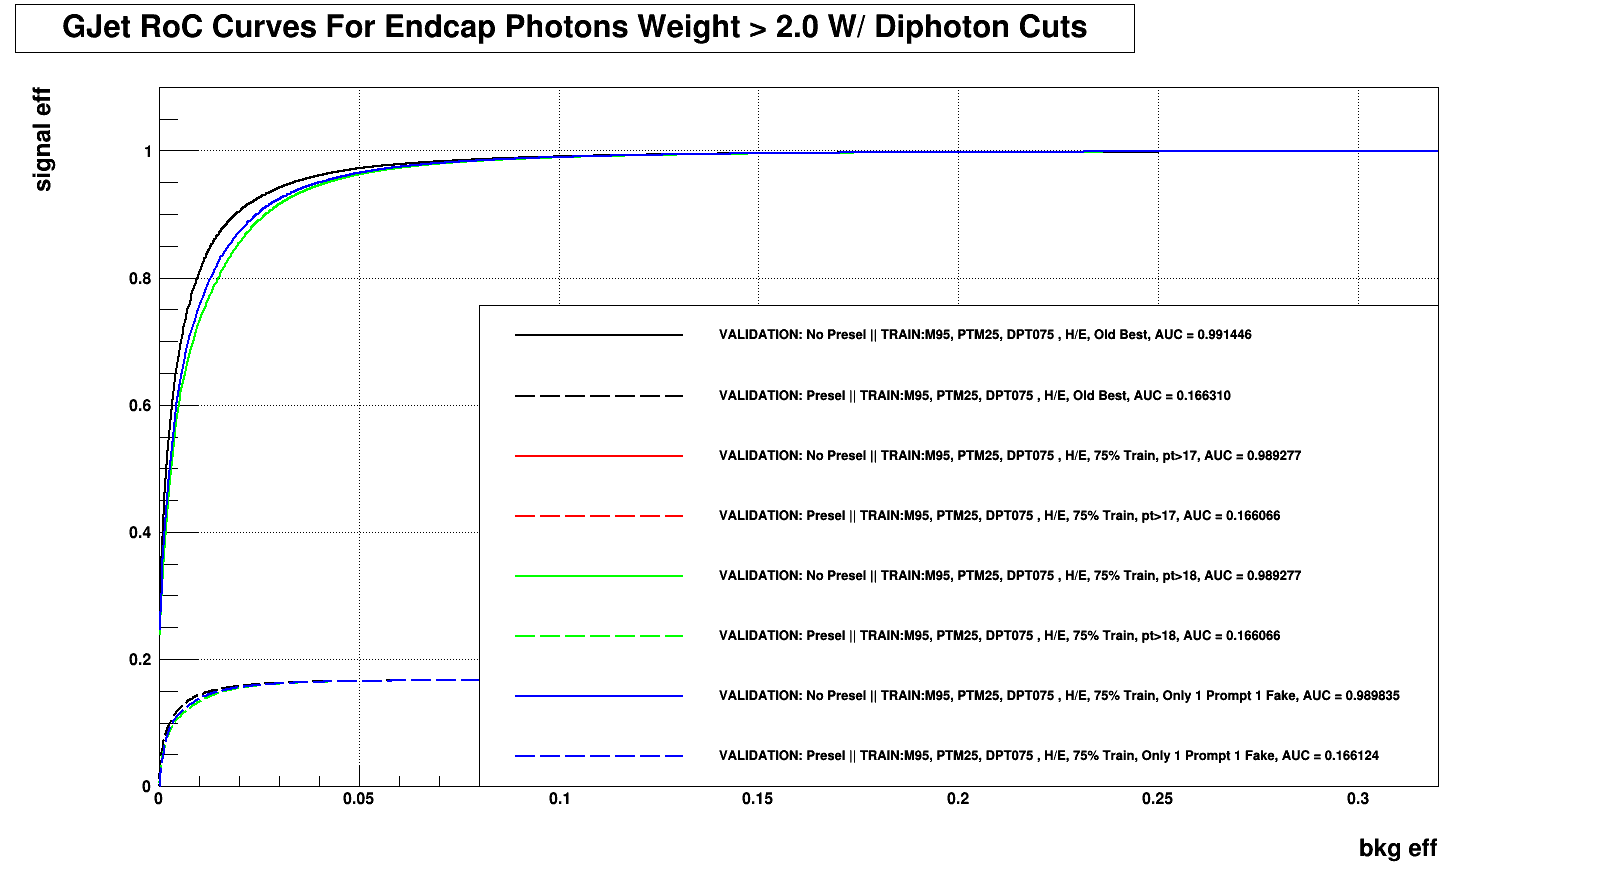 GJet RoC Curves For Endcap Photons Weight > 2.0 W/ Diphoton Cuts
signal eff
1
0.8
0.6
0.4
0.2
0
VALIDATION: No Presel || TRAIN:M95, PTM25, DPT075 , H/E, Old Best, AUC = 0.991446
VALIDATION: Presel || TRAIN:M95, PTM25, DPT075 , H/E, Old Best, AUC = 0.166310
VALIDATION: No Presel || TRAIN:M95, PTM25, DPT075 , H/E, 75% Train, pt>17, AUC = 0.989277
VALIDATION: Presel || TRAIN:M95, PTM25, DPT075 , H/E, 75% Train, pt>17, AUC = 0.166066
VALIDATION: No Presel || TRAIN:M95, PTM25, DPT075 , H/E, 75% Train, pt>18, AUC = 0.989277
VALIDATION: Presel || TRAIN:M95, PTM25, DPT075 , H/E, 75% Train, pt>18, AUC = 0.166066
VALIDATION: No Presel || TRAIN:M95, PTM25, DPT075 , H/E, 75% Train, Only 1 Prompt 1 Fake, AUC = 0.989835
VALIDATION: Presel || TRAIN:M95, PTM25, DPT075 , H/E, 75% Train, Only 1 Prompt 1 Fake, AUC = 0.166124
0 0.05 0.1 0.15 0.2 0.25 0.3
bkg eff